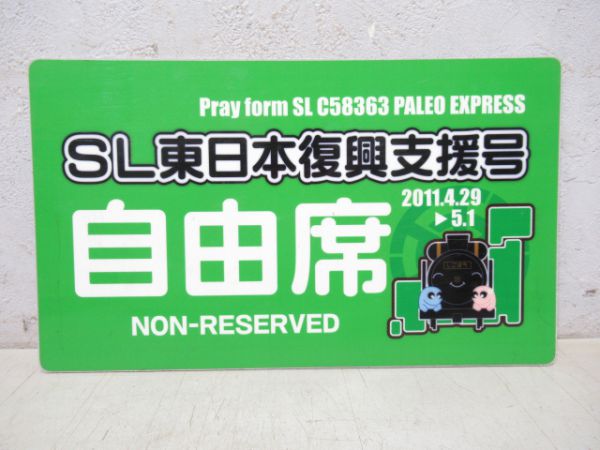 Pray form SL C58363 PALEO EXPRESS
SL東日本復興支援号
2011.4.29
▶5.1
自由席
NON-RESERVED